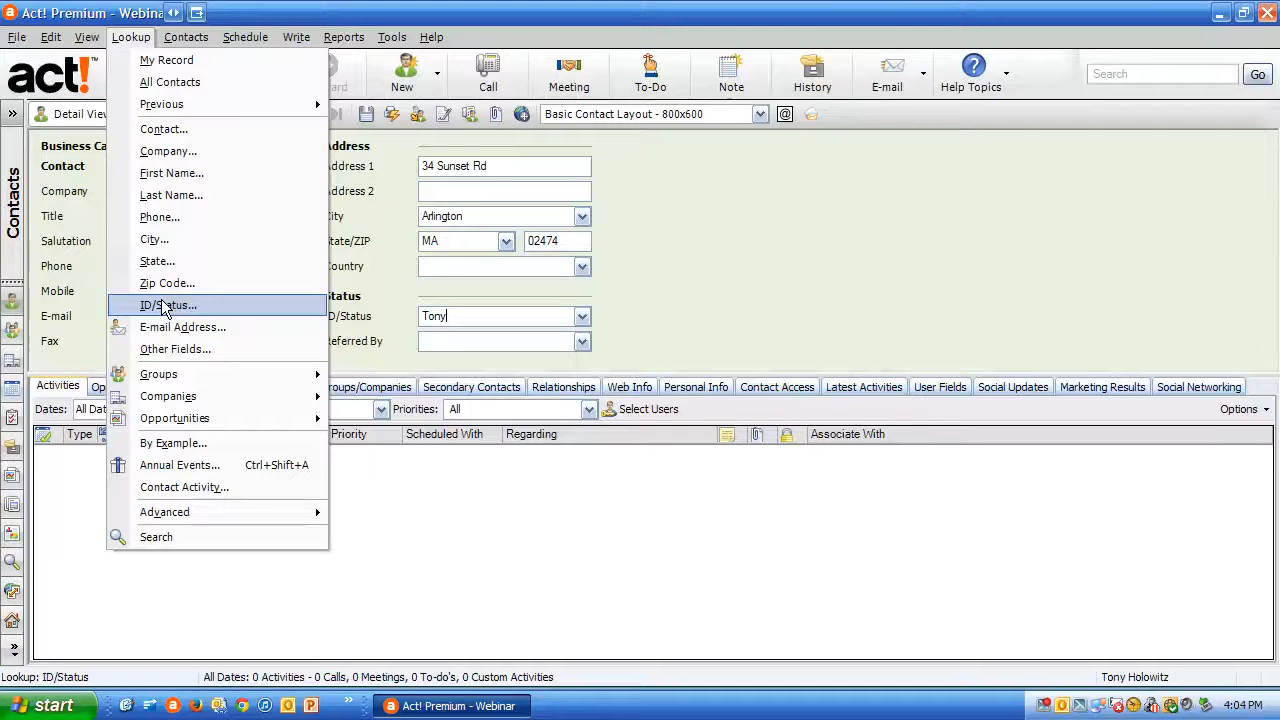 Act! Premium - Webina
File Edit View Lookup Contacts Schedule Write Reports Tools Help
act!
New
Call
Meeting
To-Do
Note
History
E-mail
Help Topics
Search
Go
Detail View
Basic Contact Layout - 800x600
My Record
All Contacts
Previous
Contact...
Company...
First Name...
Last Name...
Phone...
City...
State...
Zip Code...
ID/Status...
E-mail Address...
Other Fields...
Groups
Companies
Opportunities
By Example...
Annual Events... Ctrl+Shift+A
Contact Activity...
Advanced
Search
Contacts
Business Ca
Contact
Company
Title
Salutation
Phone
Mobile
E-mail
Fax
Address
Address 1 34 Sunset Rd
Address 2
City Arlington
State/ZIP MA 02474
Country
Status
ID/Status Tony
Referred By
Activities Op Groups/Companies Secondary Contacts Relationships Web Info Personal Info Contact Access Latest Activities User Fields Social Updates Marketing Results Social Networking
Dates: All Dat Priorities: All Select Users Options
Type Priority Scheduled With Regarding Associate With
Lookup: ID/Status All Dates: 0 Activities - 0 Calls, 0 Meetings, 0 To-do's, 0 Custom Activities Tony Holowitz
start Act! Premium - Webinar 4:04 PM